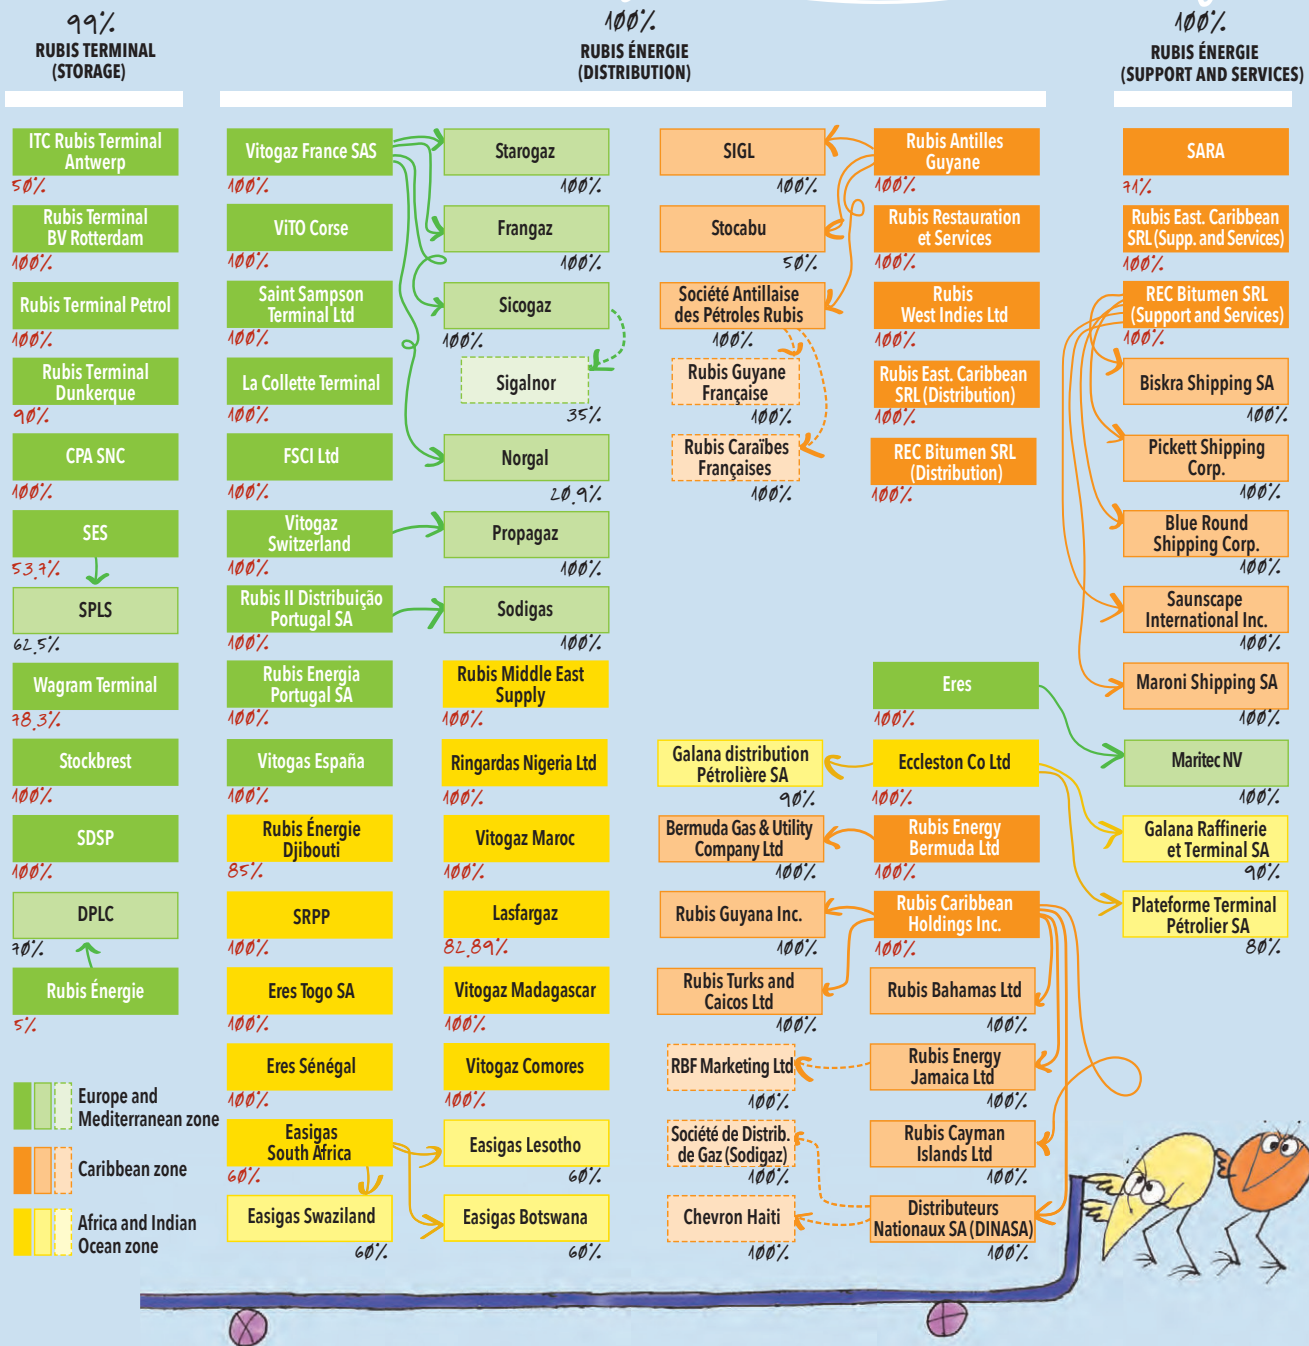 99%
RUBIS TERMINAL
(STORAGE)
100%
RUBIS ÉNERGIE
(DISTRIBUTION)
100%
RUBIS ÉNERGIE
(SUPPORT AND SERVICES)
ITC Rubis Terminal
Antwerp
50%
Rubis Terminal
BV Rotterdam
100%
Rubis Terminal Petrol
100%
Rubis Terminal
Dunkerque
90%
CPA SNC
100%
SES
53,7%
SPLS
62,5%
Wagram Terminal
78,3%
Stockbrest
100%
SDSP
100%
DPLC
70%
Rubis Énergie
5%
Vitogaz France SAS
100%
ViTO Corse
100%
Saint Sampson
Terminal Ltd
100%
La Collette Terminal
100%
FSCI Ltd
100%
Vitogaz
Switzerland
100%
Rubis II Distribuição
Portugal SA
100%
Rubis Energia
Portugal SA
100%
Vitogas España
100%
Rubis Énergie
Djibouti
85%
SRPP
100%
Eres Togo SA
100%
Eres Sénégal
100%
Easigas
South Africa
60%
Easigas Swaziland
60%
Starogaz
100%
Frangaz
100%
Sicogaz
100%
Sigalnor
35%
Norgal
20,9%
Propagaz
100%
Sodigas
100%
Rubis Middle East
Supply
100%
Ringardas Nigeria Ltd
100%
Vitogaz Maroc
100%
Lasfargaz
82,89%
Vitogaz Madagascar
100%
Vitogaz Comores
100%
Easigas Lesotho
60%
Easigas Botswana
60%
SIGL
100%
Stocabu
50%
Société Antillaise
des Pétroles Rubis
100%
Rubis Guyane
Française
100%
Rubis Caraïbes
Françaises
100%
Galana distribution
Pétrolière SA
90%
Bermuda Gas & Utility
Company Ltd
100%
Rubis Guyana Inc.
100%
Rubis Turks and
Caicos Ltd
100%
RBF Marketing Ltd
100%
Société de Distrib.
de Gaz (Sodigaz)
100%
Chevron Haiti
100%
Rubis Antilles
Guyane
100%
Rubis Restauration
et Services
100%
Rubis
West Indies Ltd
100%
Rubis East. Caribbean
SRL (Distribution)
100%
REC Bitumen SRL
(Distribution)
100%
Eres
100%
Eccleston Co Ltd
100%
Rubis Energy
Bermuda Ltd
100%
Rubis Caribbean
Holdings Inc.
100%
Rubis Bahamas Ltd
100%
Rubis Energy
Jamaica Ltd
100%
Rubis Cayman
Islands Ltd
100%
Distributeurs
Nationaux SA (DINASA)
100%
SARA
71%
Rubis East. Caribbean
SRL (Supp. and Services)
100%
REC Bitumen SRL
(Support and Services)
100%
Biskra Shipping SA
100%
Pickett Shipping
Corp.
100%
Blue Round
Shipping Corp.
100%
Saunscape
International Inc.
100%
Maroni Shipping SA
100%
Maritec NV
100%
Galana Raffinerie
et Terminal SA
90%
Plateforme Terminal
Pétrolier SA
80%
Europe and
Mediterranean zone
Caribbean zone
Africa and Indian
Ocean zone